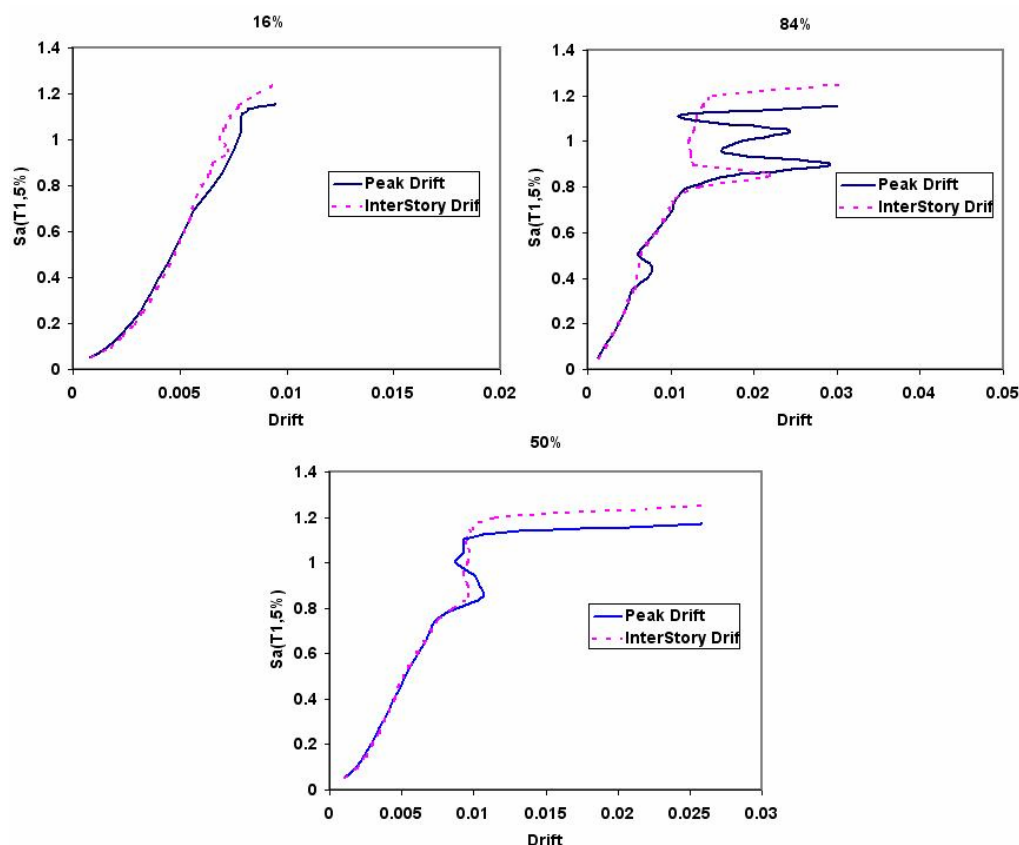 16%
1.4
1.2
1
0.8
0.6
0.4
0.2
0
Sa(T1,5%)
Peak Drift
InterStory Drif
0 0.005 0.01 0.015 0.02
Drift
84%
1.4
1.2
1
0.8
0.6
0.4
0.2
0
Sa(T1,5%)
Peak Drift
InterStory Drif
0 0.01 0.02 0.03 0.04 0.05
Drift
50%
1.4
1.2
1
0.8
0.6
0.4
0.2
0
Sa(T1,5%)
Peak Drift
InterStory Drif
0 0.005 0.01 0.015 0.02 0.025 0.03
Drift